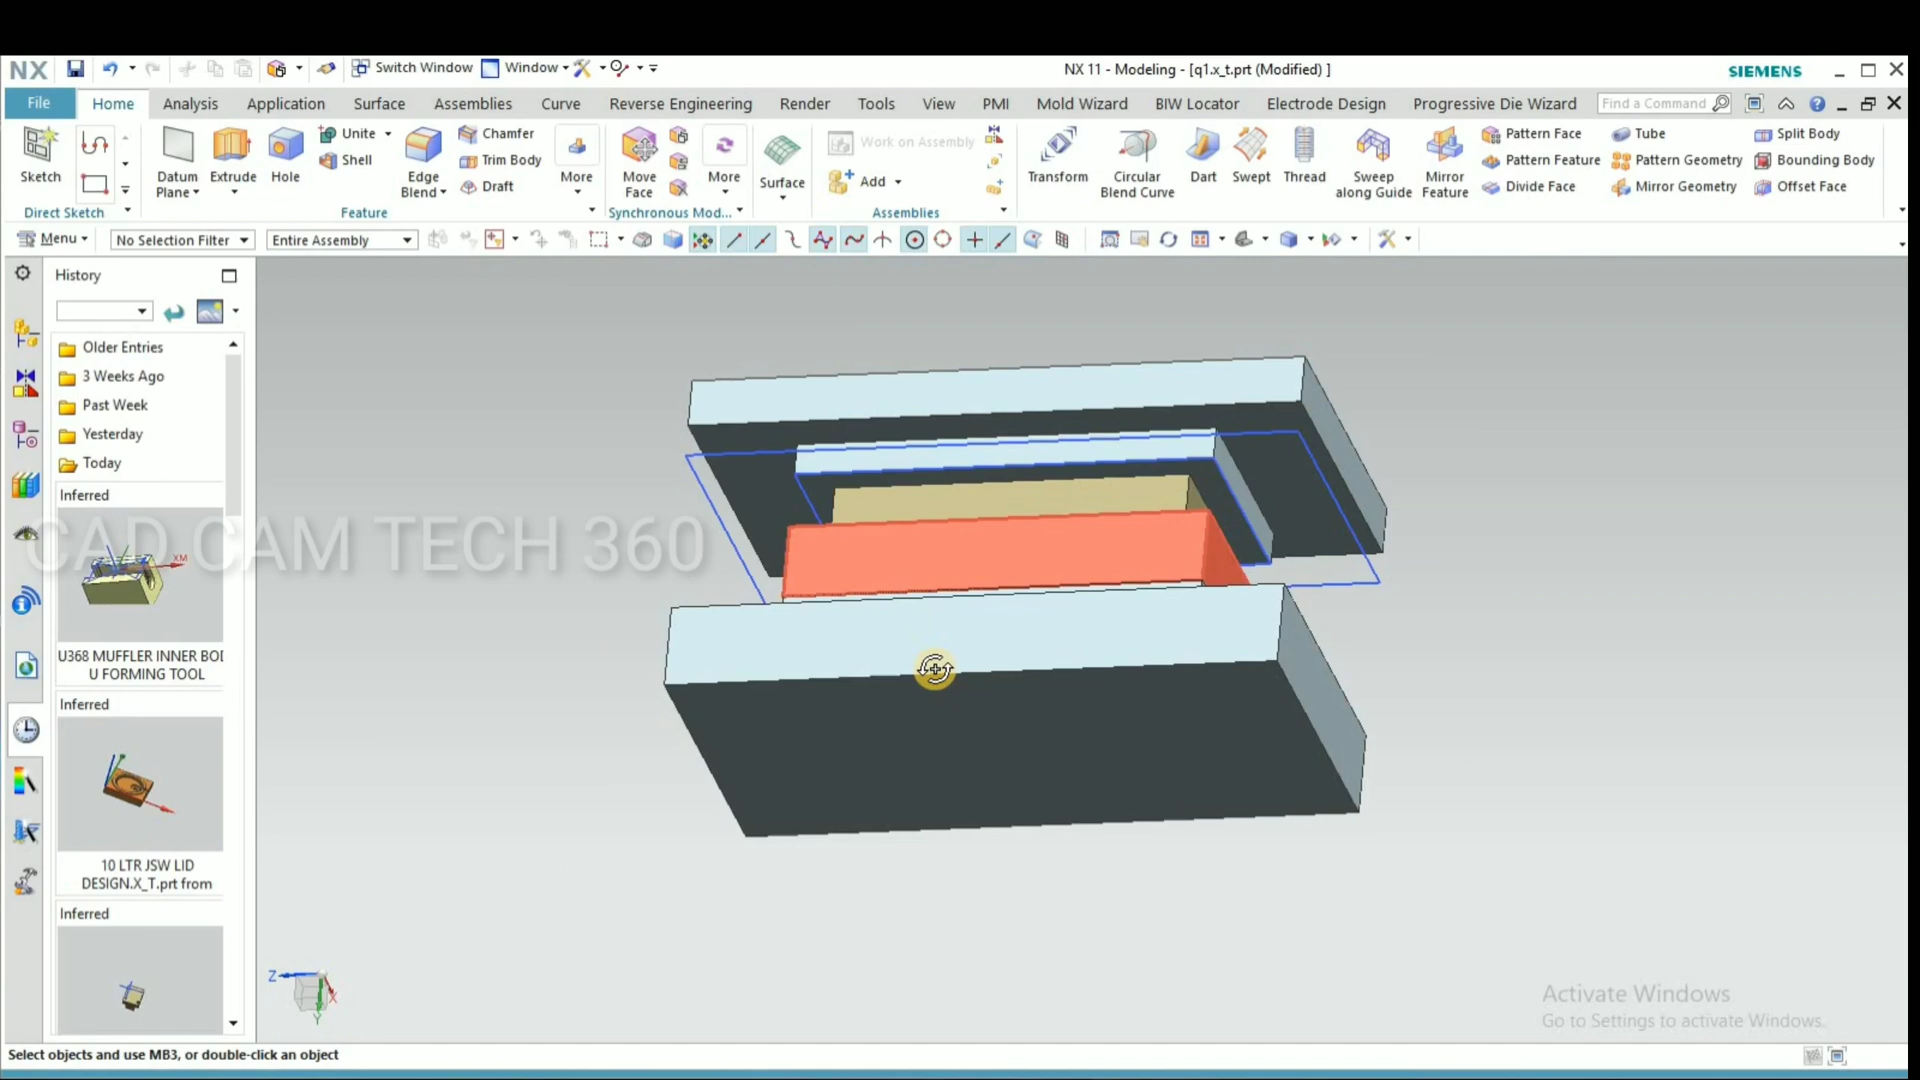 NX
Switch Window
Window
NX 11 - Modeling - [q1.x_t.prt (Modified) ]
SIEMENS
File
Home
Analysis
Application
Surface
Assemblies
Curve
Reverse Engineering
Render
Tools
View
PMI
Mold Wizard
BIW Locator
Electrode Design
Progressive Die Wizard
Find a Command
Sketch
Direct Sketch
Datum
Plane
Extrude
Hole
Unite
Shell
Edge
Blend
Chamfer
Trim Body
Draft
More
Feature
Move
Face
More
Synchronous Mod...
Surface
Work on Assembly
Add
Assemblies
Transform
Circular
Blend Curve
Dart
Swept
Thread
Sweep
along Guide
Mirror
Feature
Pattern Face
Pattern Feature
Divide Face
Tube
Pattern Geometry
Mirror Geometry
Split Body
Bounding Body
Offset Face
Menu
No Selection Filter
Entire Assembly
History
Older Entries
3 Weeks Ago
Past Week
Yesterday
Today
Inferred
XM
U368 MUFFLER INNER BOD
U FORMING TOOL
Inferred
10 LTR JSW LID
DESIGN.X_T.prt from
Inferred
CAD CAM TECH 360
Z
X
Y
Activate Windows
Go to Settings to activate Windows.
Select objects and use MB3, or double-click an object